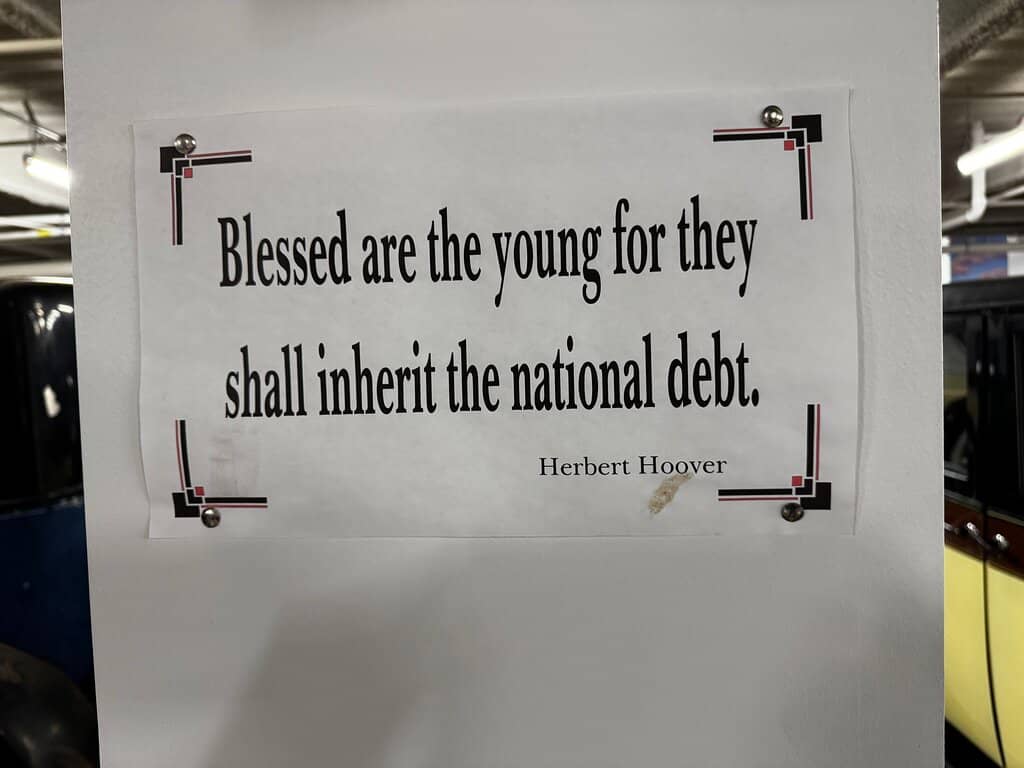 Blessed are the young for they
shall inherit the national debt.
Herbert Hoover